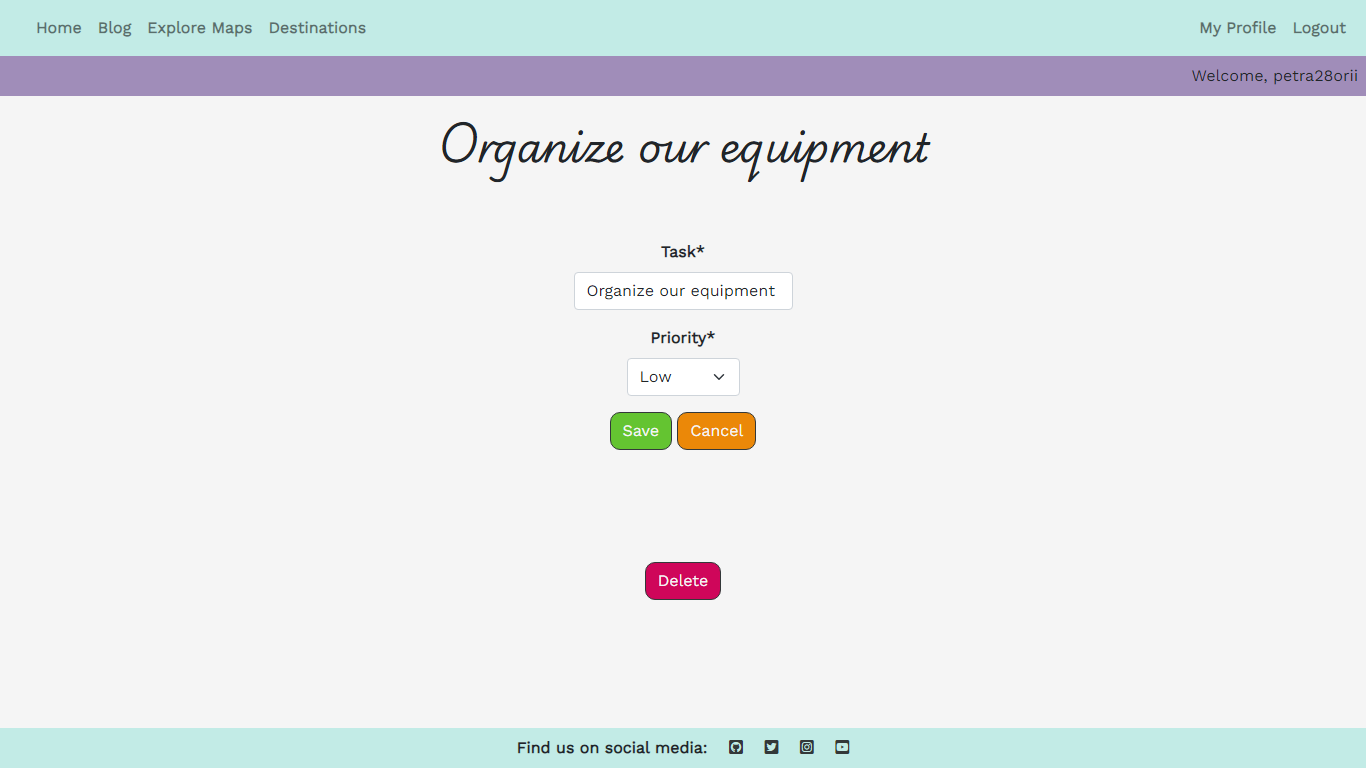 Home Blog Explore Maps Destinations My Profile Logout
Welcome, petra28orii
Organize our equipment
Task*
Organize our equipment
Priority*
Low
Save Cancel
Delete
Find us on social media: